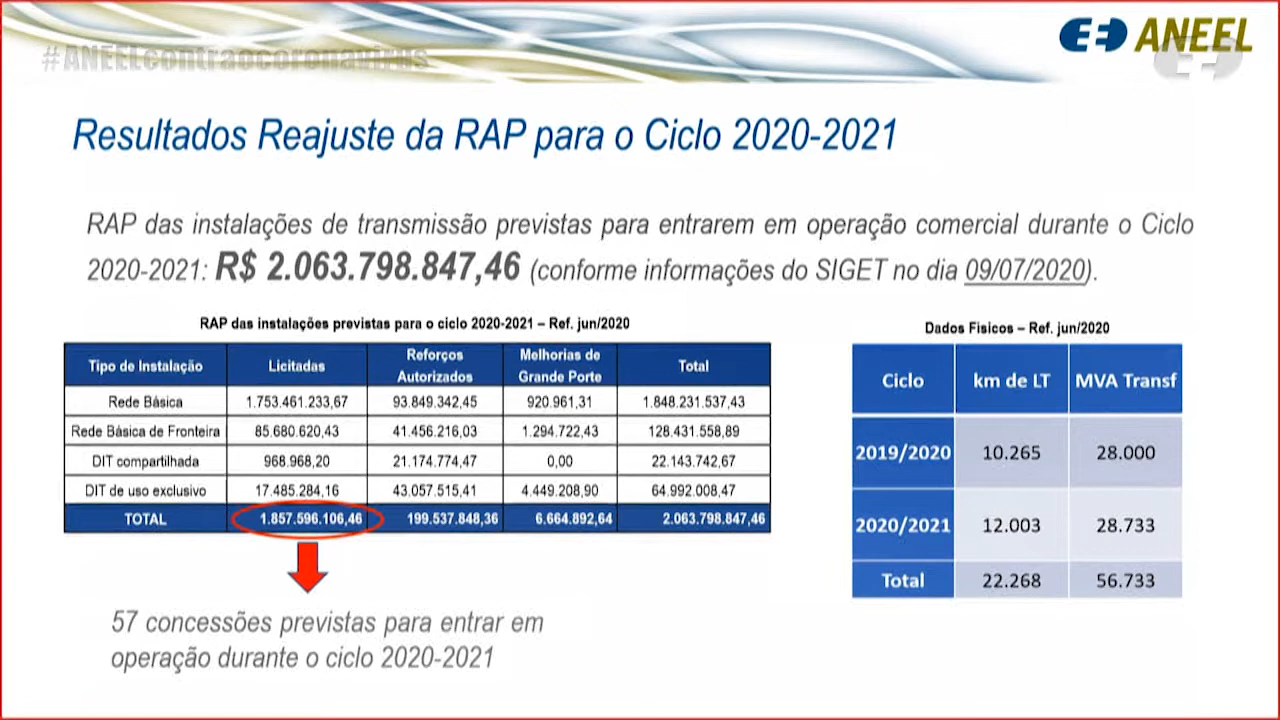 #ANEELcontraocoronavirus
ANEEL
Resultados Reajuste da RAP para o Ciclo 2020-2021
RAP das instalações de transmissão previstas para entrarem em operação comercial durante o Ciclo
2020-2021: R$ 2.063.798.847,46 (conforme informações do SIGET no dia 09/07/2020).
RAP das instalações previstas para o ciclo 2020-2021 – Ref. jun/2020
Tipo de Instalação Licitadas Reforços Autorizados Melhorias de Grande Porte Total
Rede Básica 1.753.461.233,67 93.849.342,45 920.961,31 1.848.231.537,43
Rede Básica de Fronteira 85.680.620,43 41.456.216,03 1.294.722,43 128.431.558,89
DIT compartilhada 968.968,20 21.174.774,47 0,00 22.143.742,67
DIT de uso exclusivo 17.485.284,16 43.057.515,41 4.449.208,90 64.992.008,47
TOTAL 1.857.596.106,46 199.537.848,36 6.664.892,64 2.063.798.847,46
57 concessões previstas para entrar em
operação durante o ciclo 2020-2021
Dados Fisicos – Ref. jun/2020
Ciclo km de LT MVA Transf
2019/2020 10.265 28.000
2020/2021 12.003 28.733
Total 22.268 56.733